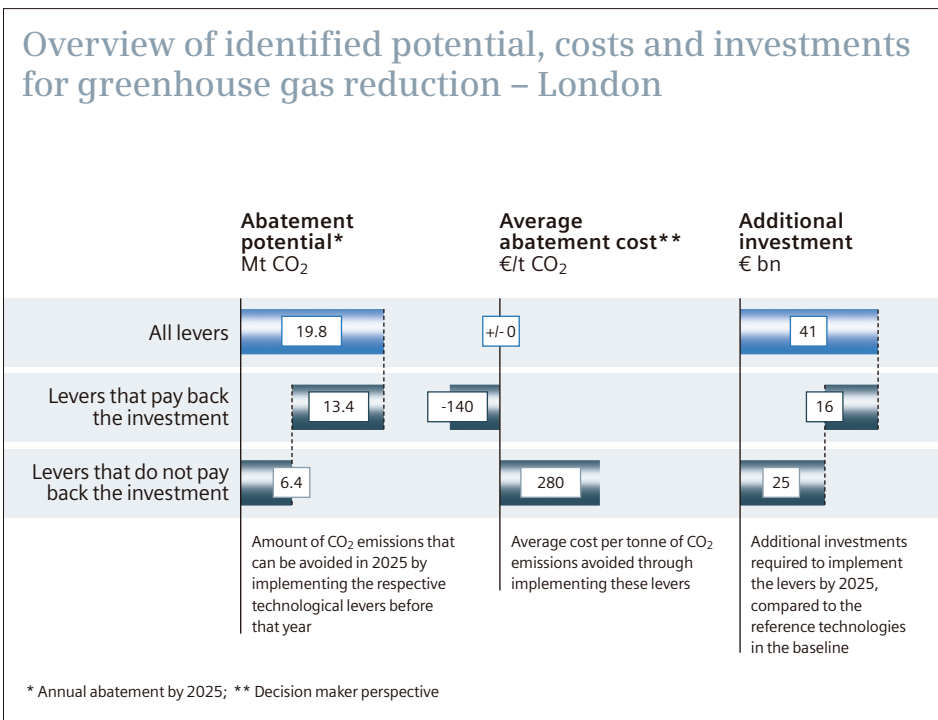 Overview of identified potential, costs and investments
for greenhouse gas reduction – London
Abatement
potential*
Mt CO₂
Average
abatement cost**
€/t CO₂
Additional
investment
€ bn
All levers
19.8
+/- 0
41
Levers that pay back
the investment
13.4
-140
16
Levers that do not pay
back the investment
6.4
280
25
Amount of CO₂ emissions that
can be avoided in 2025 by
implementing the respective
technological levers before
that year
Average cost per tonne of CO₂
emissions avoided through
implementing these levers
Additional investments
required to implement
the levers by 2025,
compared to the
reference technologies
in the baseline
* Annual abatement by 2025; ** Decision maker perspective